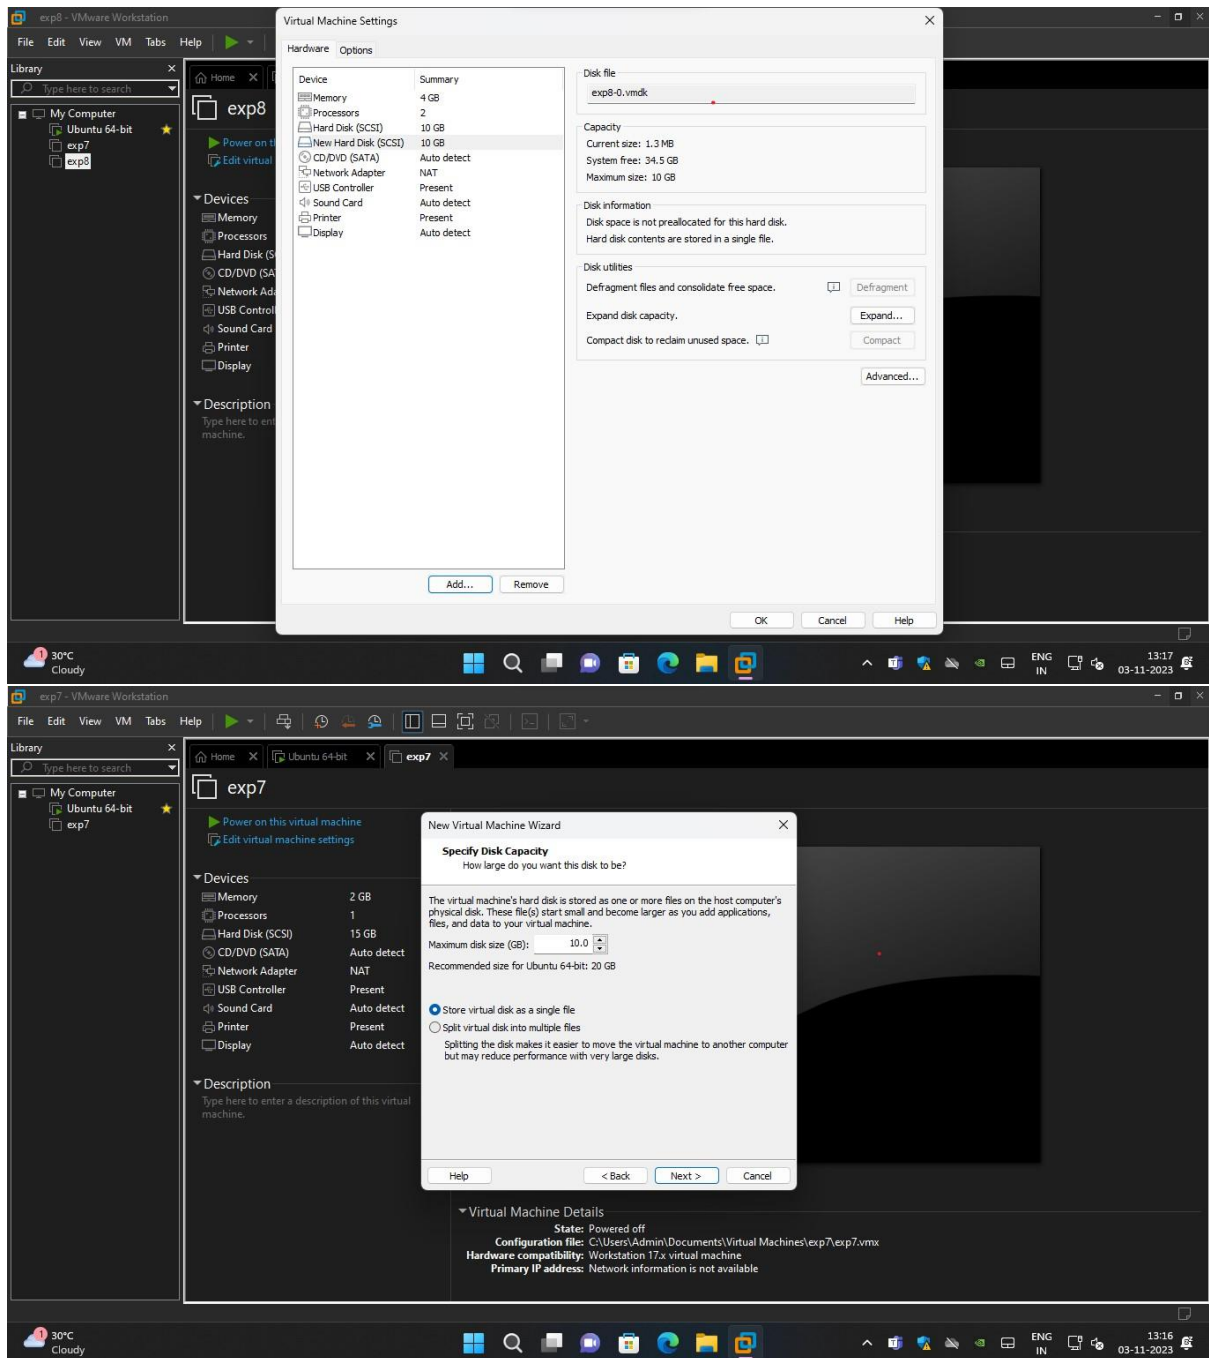 exp8 - VMware Workstation
File Edit View VM Tabs Help
Library
Type here to search
My Computer
Ubuntu 64-bit
exp7
exp8
Home
exp8
Power on t
Edit virtual
Devices
Memory
Processors
Hard Disk (S
CD/DVD (SA
Network Ada
USB Control
Sound Card
Printer
Display
Description
Type here to ent
machine.
Virtual Machine Settings
Hardware Options
Device Summary
Memory 4 GB
Processors 2
Hard Disk (SCSI) 10 GB
New Hard Disk (SCSI) 10 GB
CD/DVD (SATA) Auto detect
Network Adapter NAT
USB Controller Present
Sound Card Auto detect
Printer Present
Display Auto detect
Add... Remove
Disk file
exp8-0.vmdk
Capacity
Current size: 1.3 MB
System free: 34.5 GB
Maximum size: 10 GB
Disk information
Disk space is not preallocated for this hard disk.
Hard disk contents are stored in a single file.
Disk utilities
Defragment files and consolidate free space. Defragment
Expand disk capacity. Expand...
Compact disk to reclaim unused space. Compact
Advanced...
OK Cancel Help
1
30°C
Cloudy
ENG
IN
13:17
03-11-2023
exp7 - VMware Workstation
File Edit View VM Tabs Help
Library
Type here to search
My Computer
Ubuntu 64-bit
exp7
Home Ubuntu 64-bit exp7
exp7
Power on this virtual machine
Edit virtual machine settings
Devices
Memory 2 GB
Processors 1
Hard Disk (SCSI) 15 GB
CD/DVD (SATA) Auto detect
Network Adapter NAT
USB Controller Present
Sound Card Auto detect
Printer Present
Display Auto detect
Description
Type here to enter a description of this virtual
machine.
New Virtual Machine Wizard
Specify Disk Capacity
How large do you want this disk to be?
The virtual machine's hard disk is stored as one or more files on the host computer's
physical disk. These file(s) start small and become larger as you add applications,
files, and data to your virtual machine.
Maximum disk size (GB): 10.0
Recommended size for Ubuntu 64-bit: 20 GB
Store virtual disk as a single file
Split virtual disk into multiple files
Splitting the disk makes it easier to move the virtual machine to another computer
but may reduce performance with very large disks.
Help < Back Next > Cancel
Virtual Machine Details
State: Powered off
Configuration file: C:\Users\Admin\Documents\Virtual Machines\exp7\exp7.vmx
Hardware compatibility: Workstation 17.x virtual machine
Primary IP address: Network information is not available
1
30°C
Cloudy
ENG
IN
13:16
03-11-2023